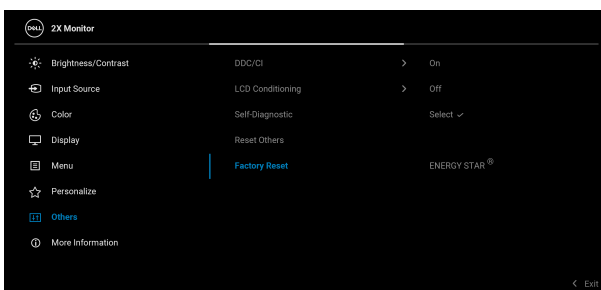 DELL 2X Monitor
Brightness/Contrast DDC/CI > On
Input Source LCD Conditioning > Off
Color Self-Diagnostic Select ✓
Display Reset Others
Menu Factory Reset ENERGY STAR®
Personalize
Others
More Information
< Exit